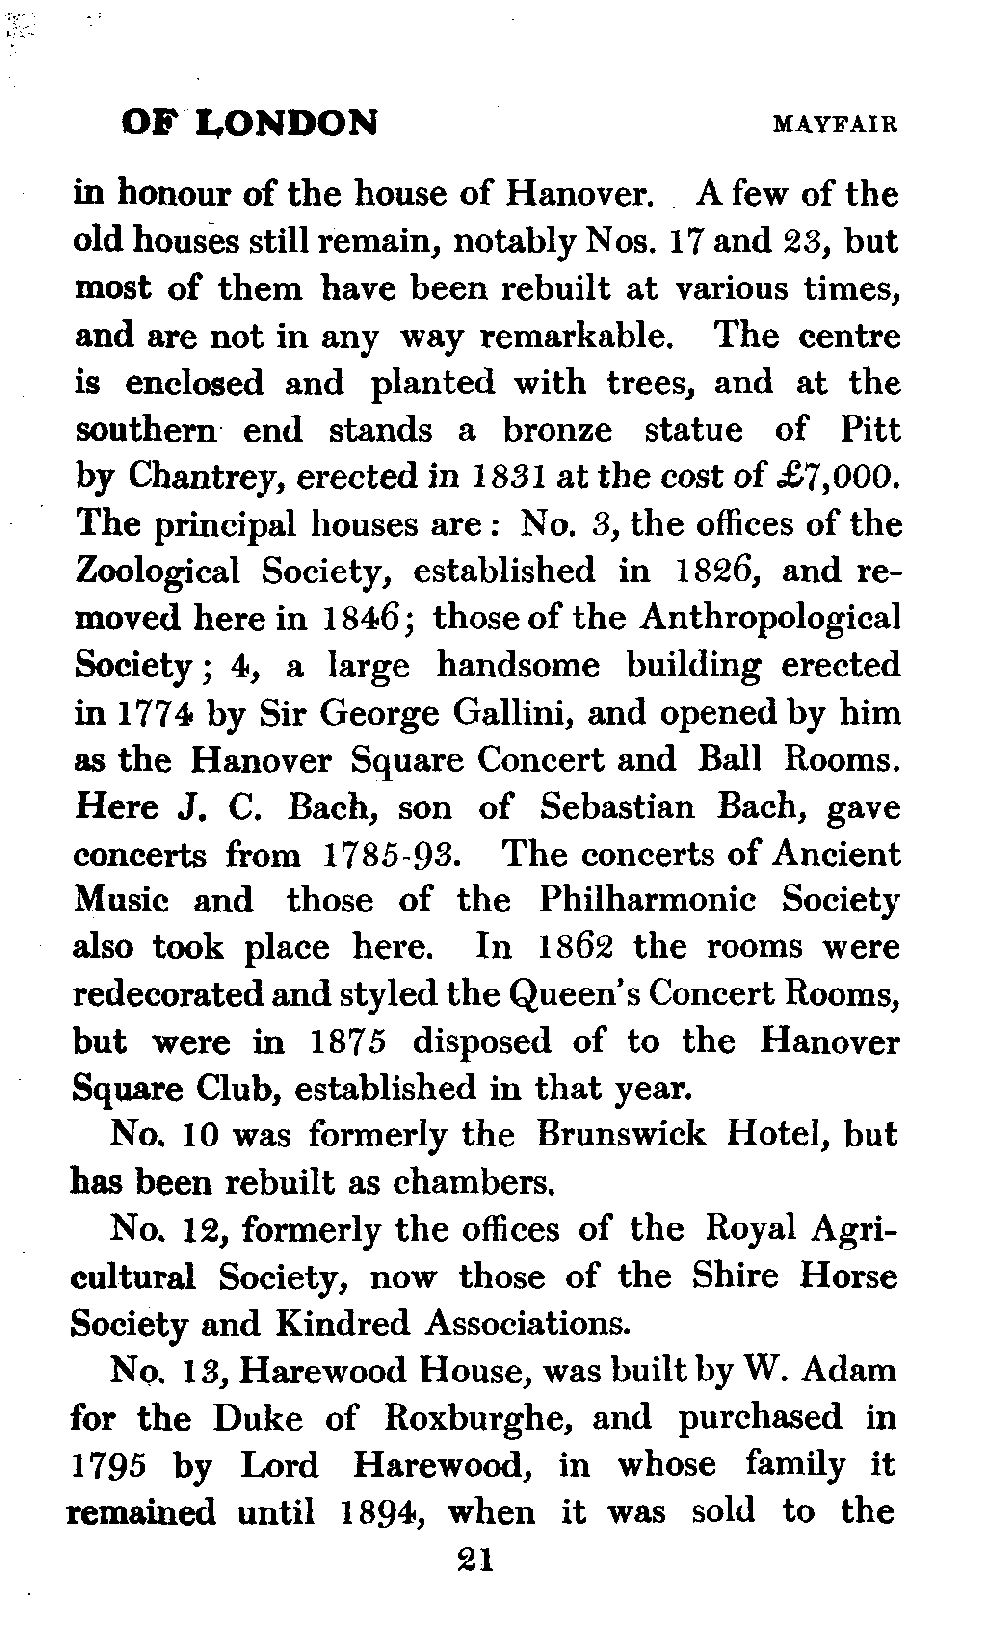 OF LONDON MAYFAIR
in honour of the house of Hanover. A few of the
old houses still remain, notably Nos. 17 and 23, but
most of them have been rebuilt at various times,
and are not in any way remarkable. The centre
is enclosed and planted with trees, and at the
southern end stands a bronze statue of Pitt
by Chantrey, erected in 1831 at the cost of £7,000.
The principal houses are : No. 3, the offices of the
Zoological Society, established in 1826, and re-
moved here in 1846; those of the Anthropological
Society ; 4, a large handsome building erected
in 1774 by Sir George Gallini, and opened by him
as the Hanover Square Concert and Ball Rooms.
Here J. C. Bach, son of Sebastian Bach, gave
concerts from 1785-93. The concerts of Ancient
Music and those of the Philharmonic Society
also took place here. In 1862 the rooms were
redecorated and styled the Queen's Concert Rooms,
but were in 1875 disposed of to the Hanover
Square Club, established in that year.
No. 10 was formerly the Brunswick Hotel, but
has been rebuilt as chambers.
No. 12, formerly the offices of the Royal Agri-
cultural Society, now those of the Shire Horse
Society and Kindred Associations.
No. 13, Harewood House, was built by W. Adam
for the Duke of Roxburghe, and purchased in
1795 by Lord Harewood, in whose family it
remained until 1894, when it was sold to the
21